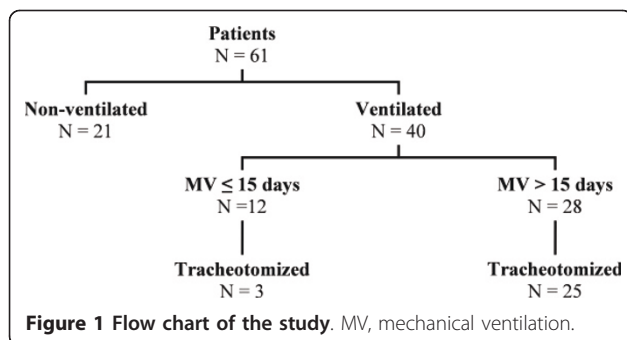 Patients
N = 61
Non-ventilated
N = 21
Ventilated
N = 40
MV ≤ 15 days
N =12
MV > 15 days
N = 28
Tracheotomized
N = 3
Tracheotomized
N = 25
Figure 1 Flow chart of the study. MV, mechanical ventilation.